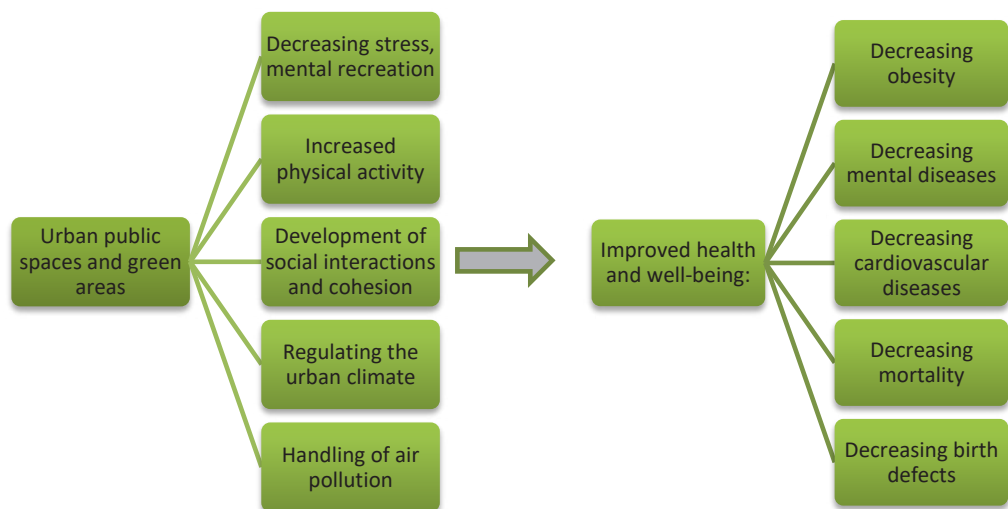 Urban public
spaces and green
areas
Decreasing stress,
mental recreation
Increased
physical activity
Development of
social interactions
and cohesion
Regulating the
urban climate
Handling of air
pollution
Improved health
and well-being:
Decreasing
obesity
Decreasing
mental diseases
Decreasing
cardiovascular
diseases
Decreasing
mortality
Decreasing birth
defects